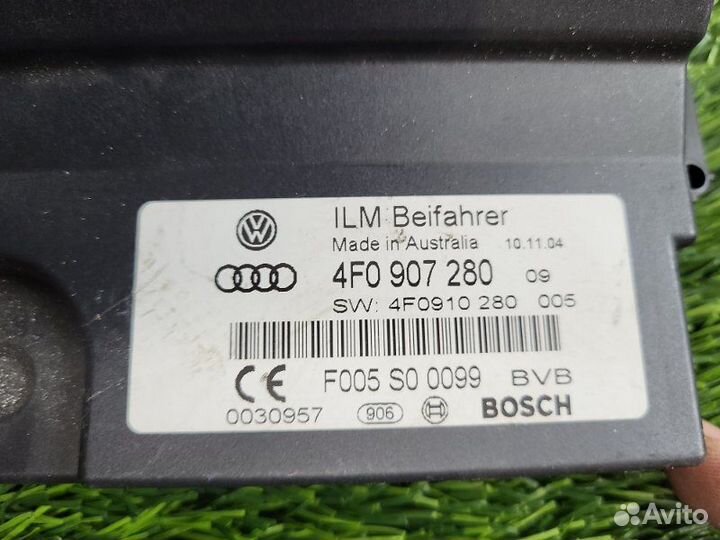 ILM Beifahrer
Made in Australia 10.11.04
4F0 907 280 09
SW: 4F0910 280 005
CE F005 S0 0099 BVB
0030957 906 BOSCH
Avito